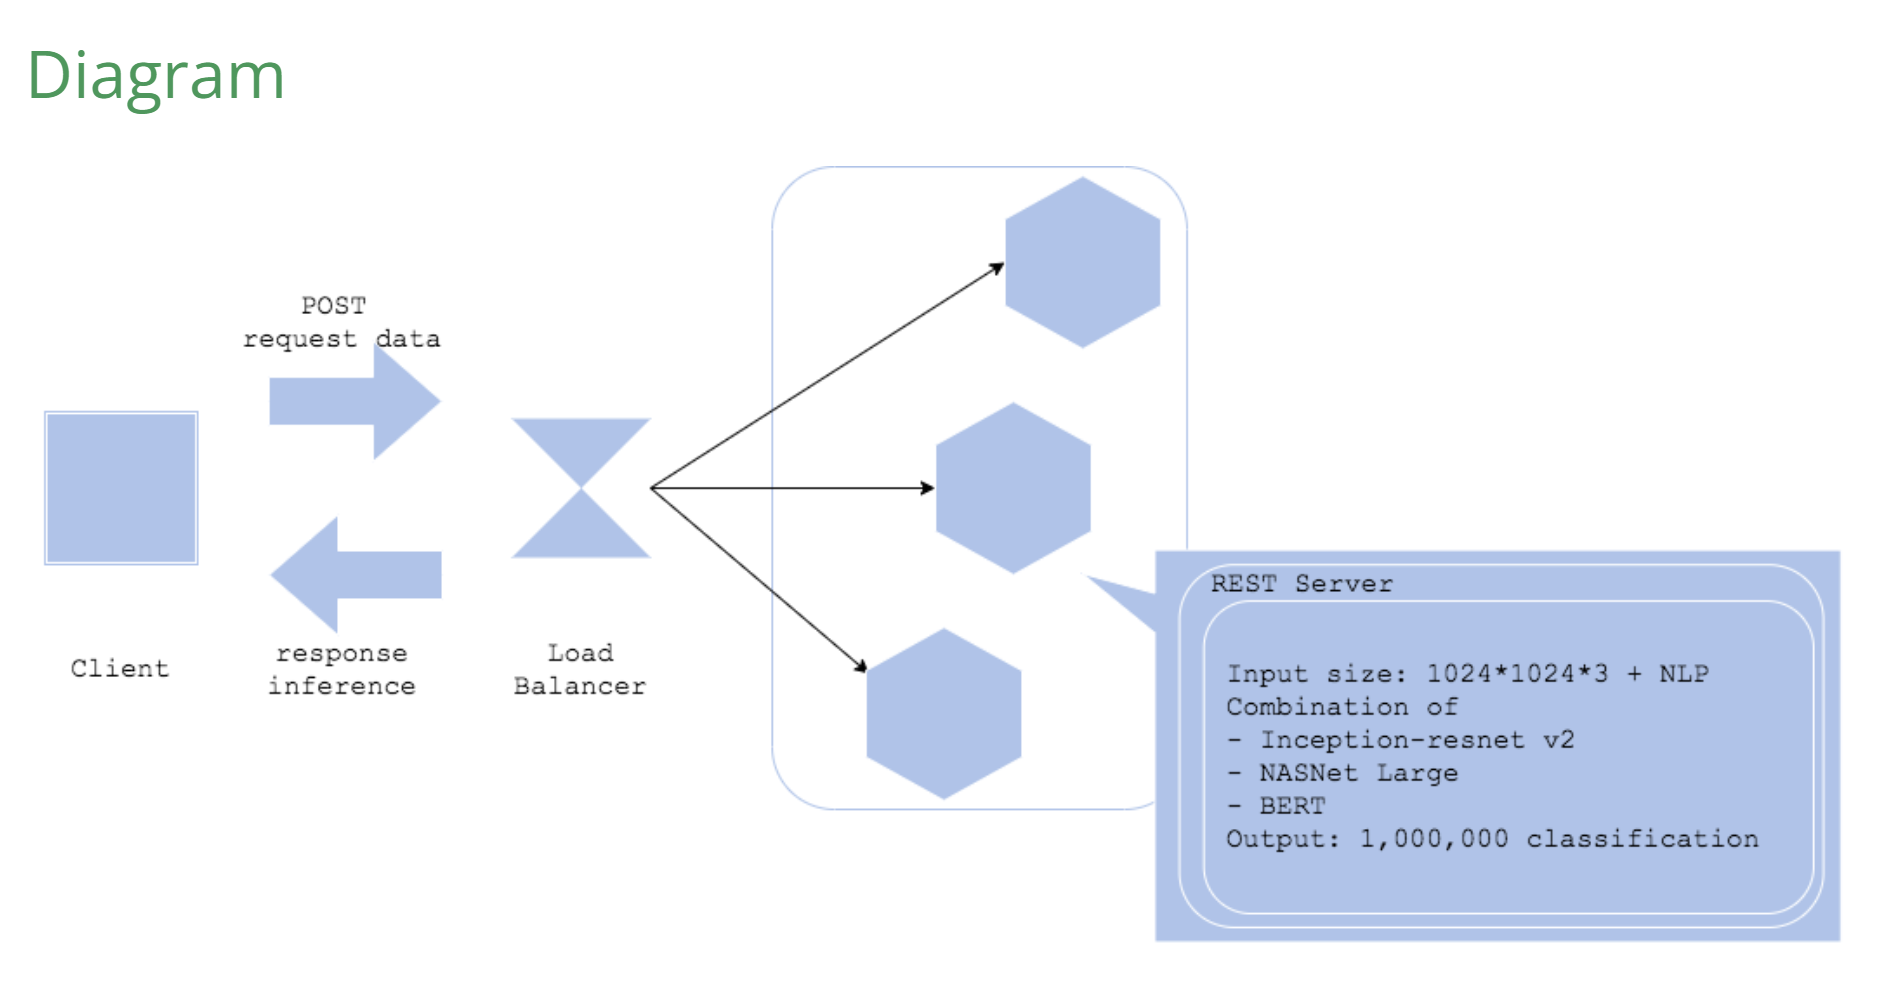 Diagram
POST
request data
Client
response
inference
Load
Balancer
REST Server
Input size: 1024*1024*3 + NLP
Combination of
- Inception-resnet v2
- NASNet Large
- BERT
Output: 1,000,000 classification